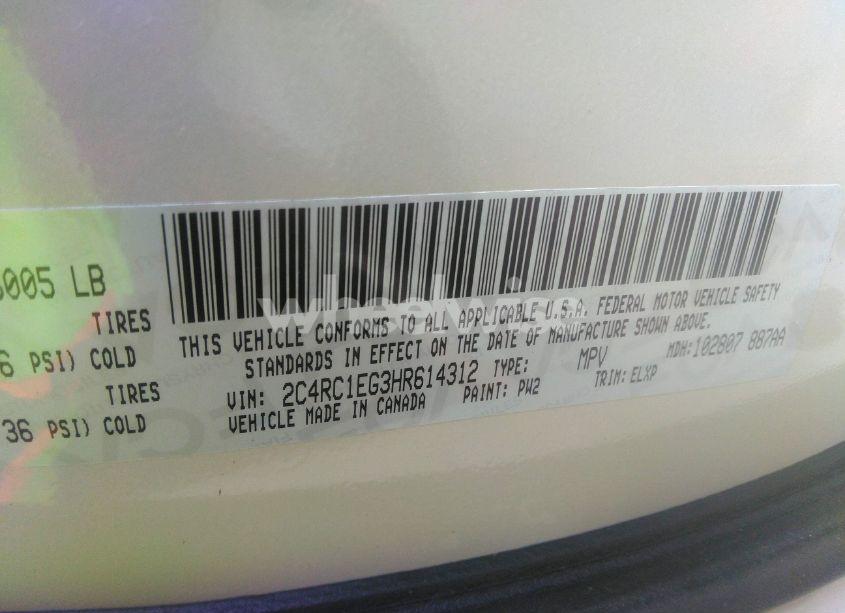 6005 LB
TIRES
6 PSI) COLD
TIRES
36 PSI) COLD
THIS VEHICLE CONFORMS TO ALL APPLICABLE U.S.A. FEDERAL MOTOR VEHICLE SAFETY
STANDARDS IN EFFECT ON THE DATE OF MANUFACTURE SHOWN ABOVE.
VIN: 2C4RC1EG3HR614312 TYPE: MPV MDH:102807 887AA
VEHICLE MADE IN CANADA PAINT: PW2 TRIM: ELXP